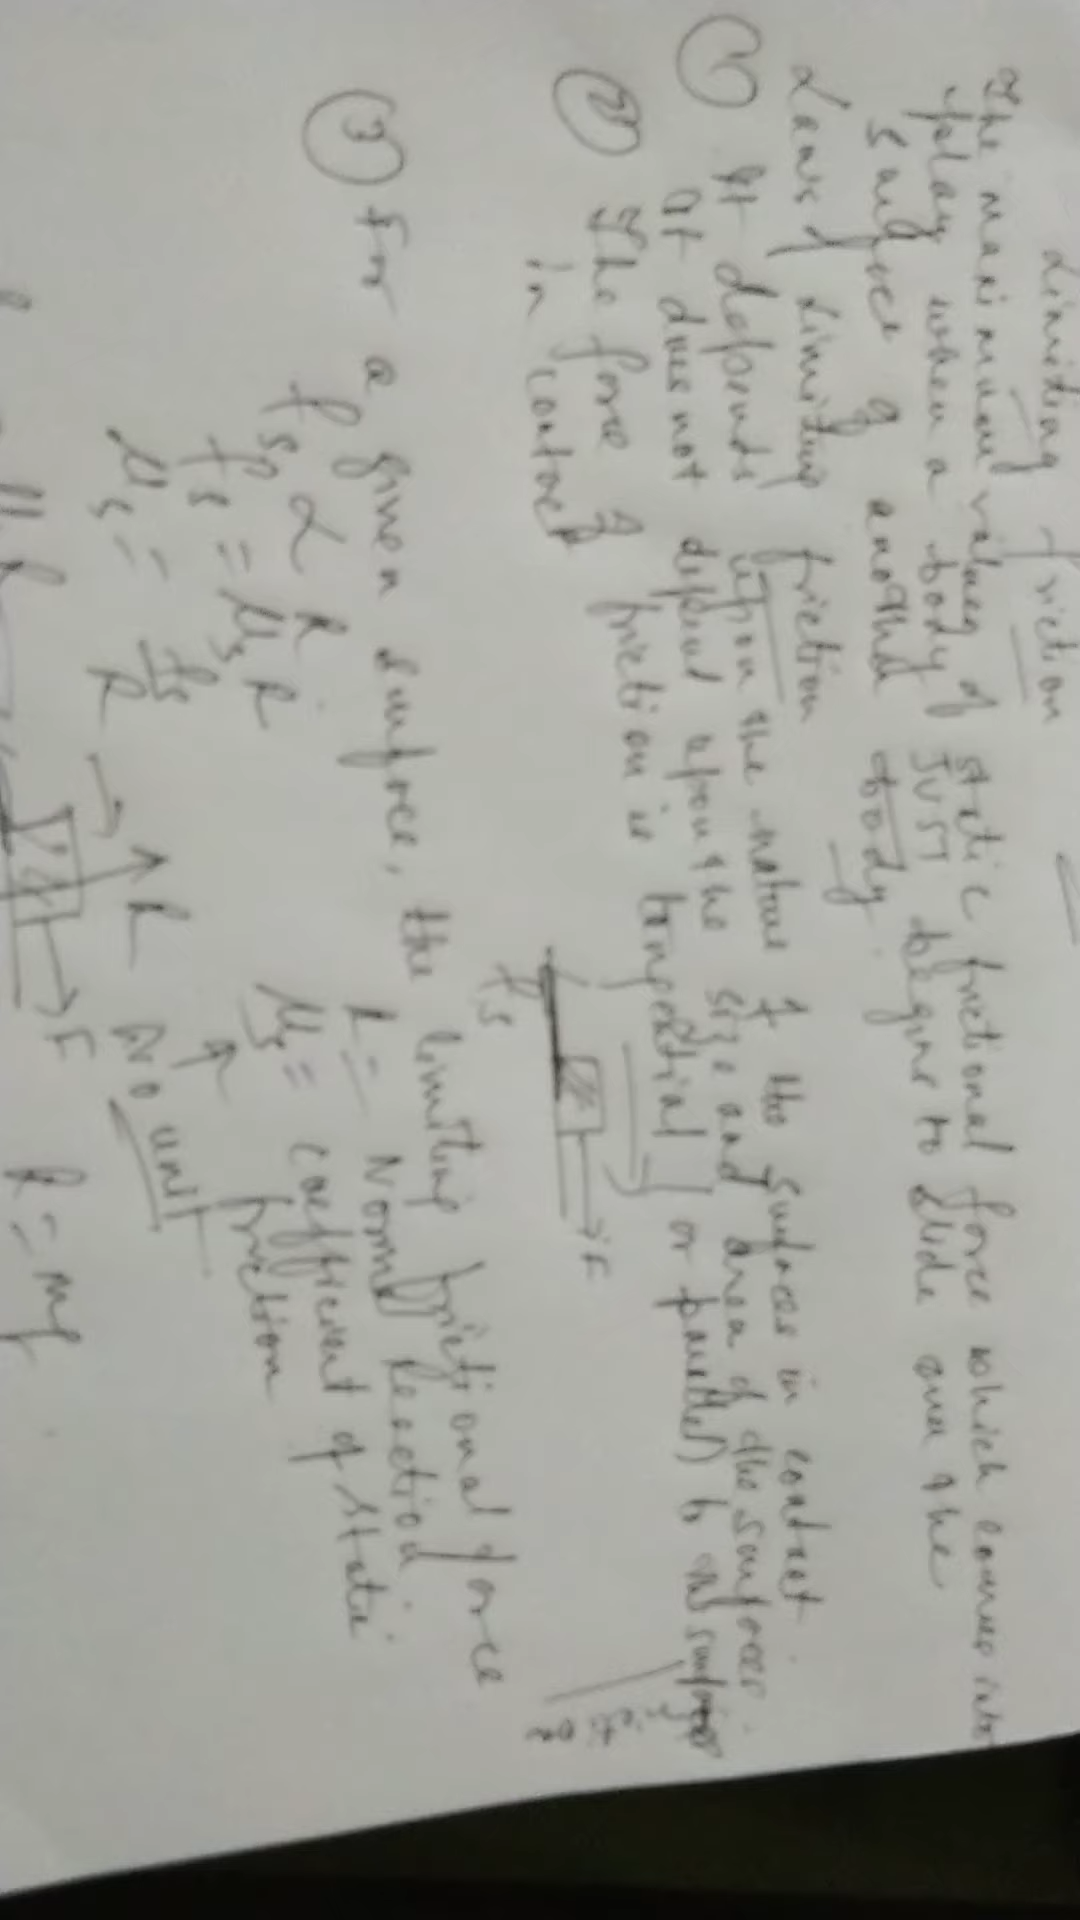 Limiting friction
The maximum value of static frictional force which comes into
play when a body JUST begins to slide over the
surface of another body.
Laws of Limiting friction
① It depends upon the nature of the surfaces in contact
It does not depend upon the size and area of the surfaces
② The force of friction is tangential or parallel to the surfaces
in contact
fs
F
③ For a given surface, the limiting frictional force
fs α R
R = Normal Reaction
fs = μs R
μs = coefficient of static
friction
μs = fs
R
↑
No unit
R
F
R = mg